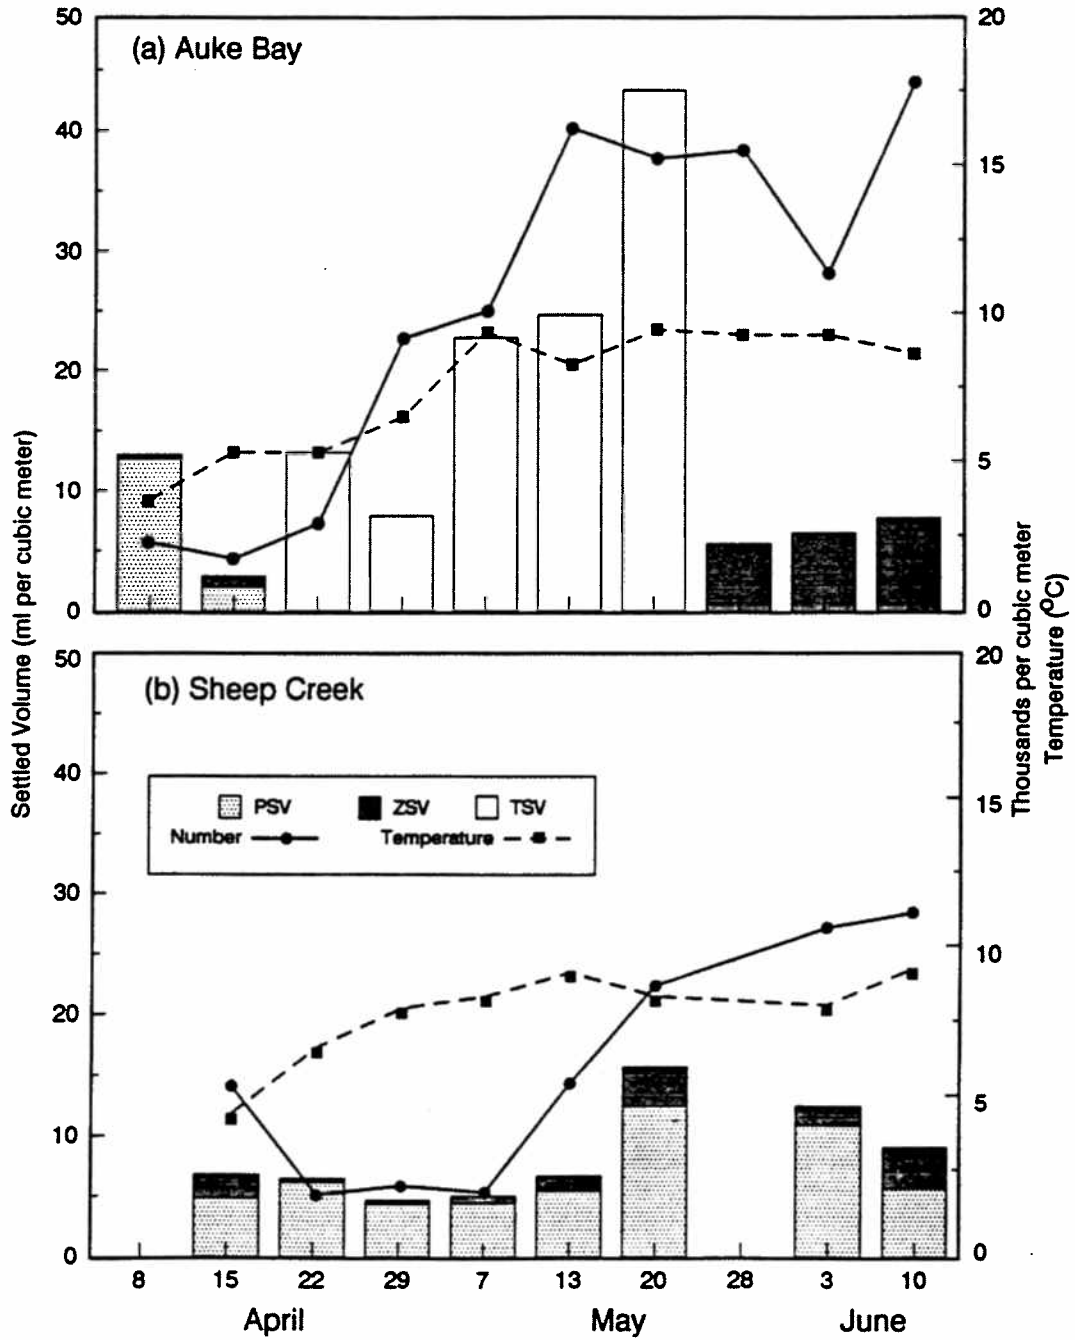 50
20
(a) Auke Bay
40
15
30
10
20
5
10
0
0
Settled Volume (ml per cubic meter)
Thousands per cubic meter
Temperature (ºC)
50
20
(b) Sheep Creek
40
15
PSV ZSV TSV
Number Temperature
30
10
20
5
10
0
0
8 15 22 29 7 13 20 28 3 10
April May June